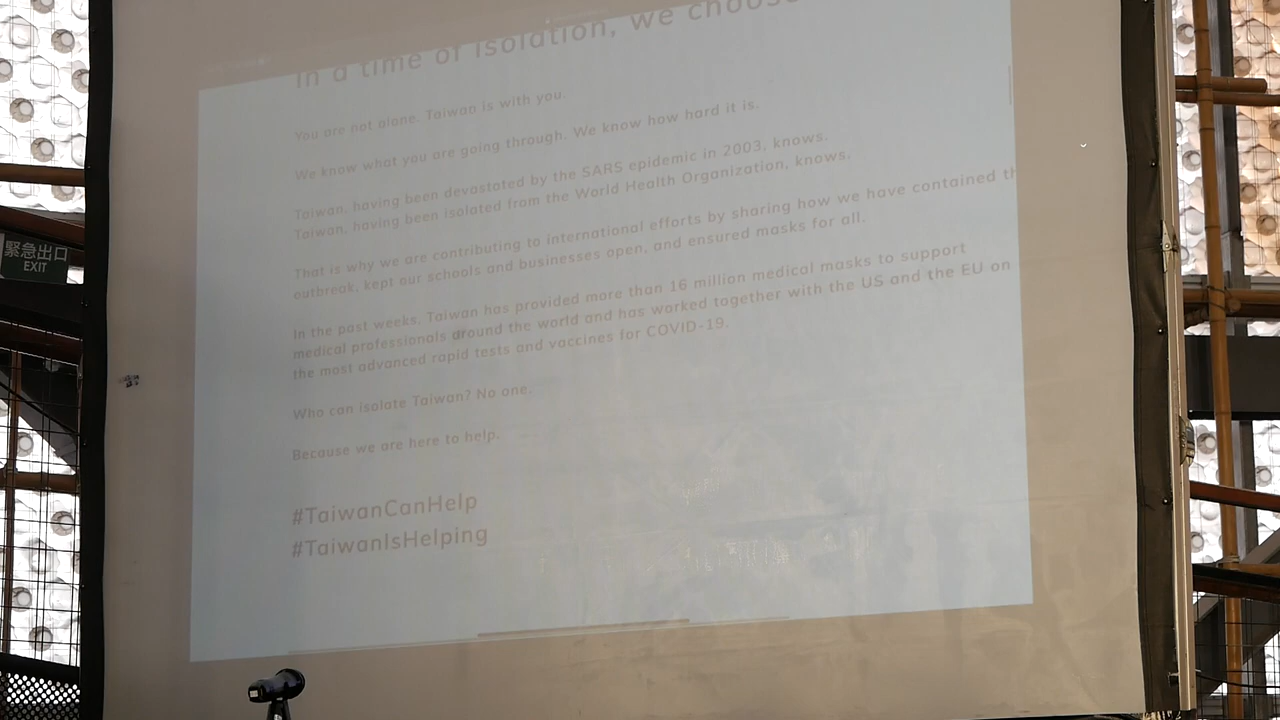 In a time of isolation, we choose
You are not alone. Taiwan is with you.
We know what you are going through. We know how hard it is.
Taiwan, having been devastated by the SARS epidemic in 2003, knows.
Taiwan, having been isolated from the World Health Organization, knows.
That is why we are contributing to international efforts by sharing how we have contained th
outbreak, kept our schools and businesses open, and ensured masks for all.
In the past weeks, Taiwan has provided more than 16 million medical masks to support
medical professionals around the world and has worked together with the US and the EU on
the most advanced rapid tests and vaccines for COVID-19.
Who can isolate Taiwan? No one.
Because we are here to help.
#TaiwanCanHelp
#TaiwanIsHelping
緊急出口
EXIT